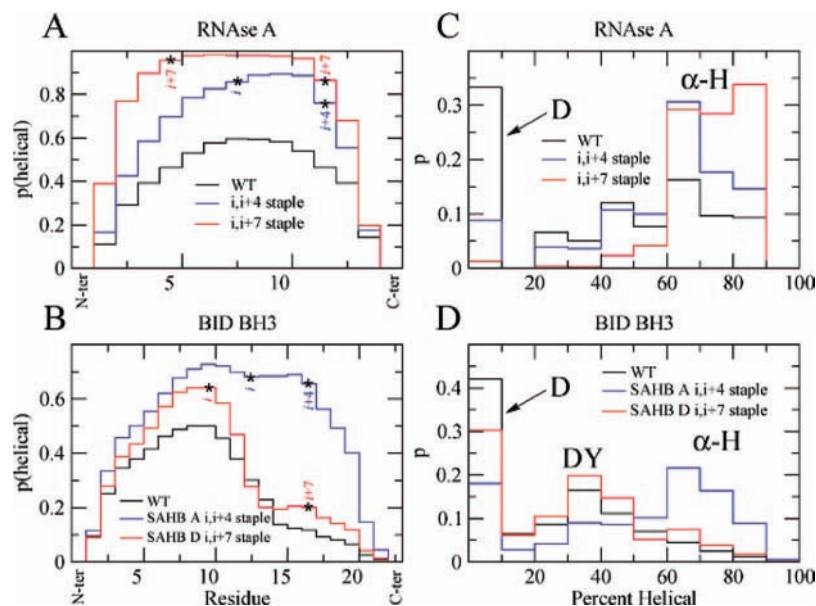 A
RNAse A
p(helical)
0.8
0.6
0.4
0.2
0
i+7
i
i+7
i+4
WT
i,i+4 staple
i,i+7 staple
N-ter
5
10
C-ter
C
RNAse A
p
0.3
0.2
0.1
0
D
α-H
WT
i,i+4 staple
i,i+7 staple
0
20
40
60
80
100
B
BID BH3
p(helical)
0.6
0.4
0.2
0
i
i
i+4
i+7
WT
SAHB A i,i+4 staple
SAHB D i,i+7 staple
N-ter
5
10
15
20
C-ter
Residue
D
BID BH3
p
0.4
0.3
0.2
0.1
0
D
DY
α-H
WT
SAHB A i,i+4 staple
SAHB D i,i+7 staple
0
20
40
60
80
100
Percent Helical